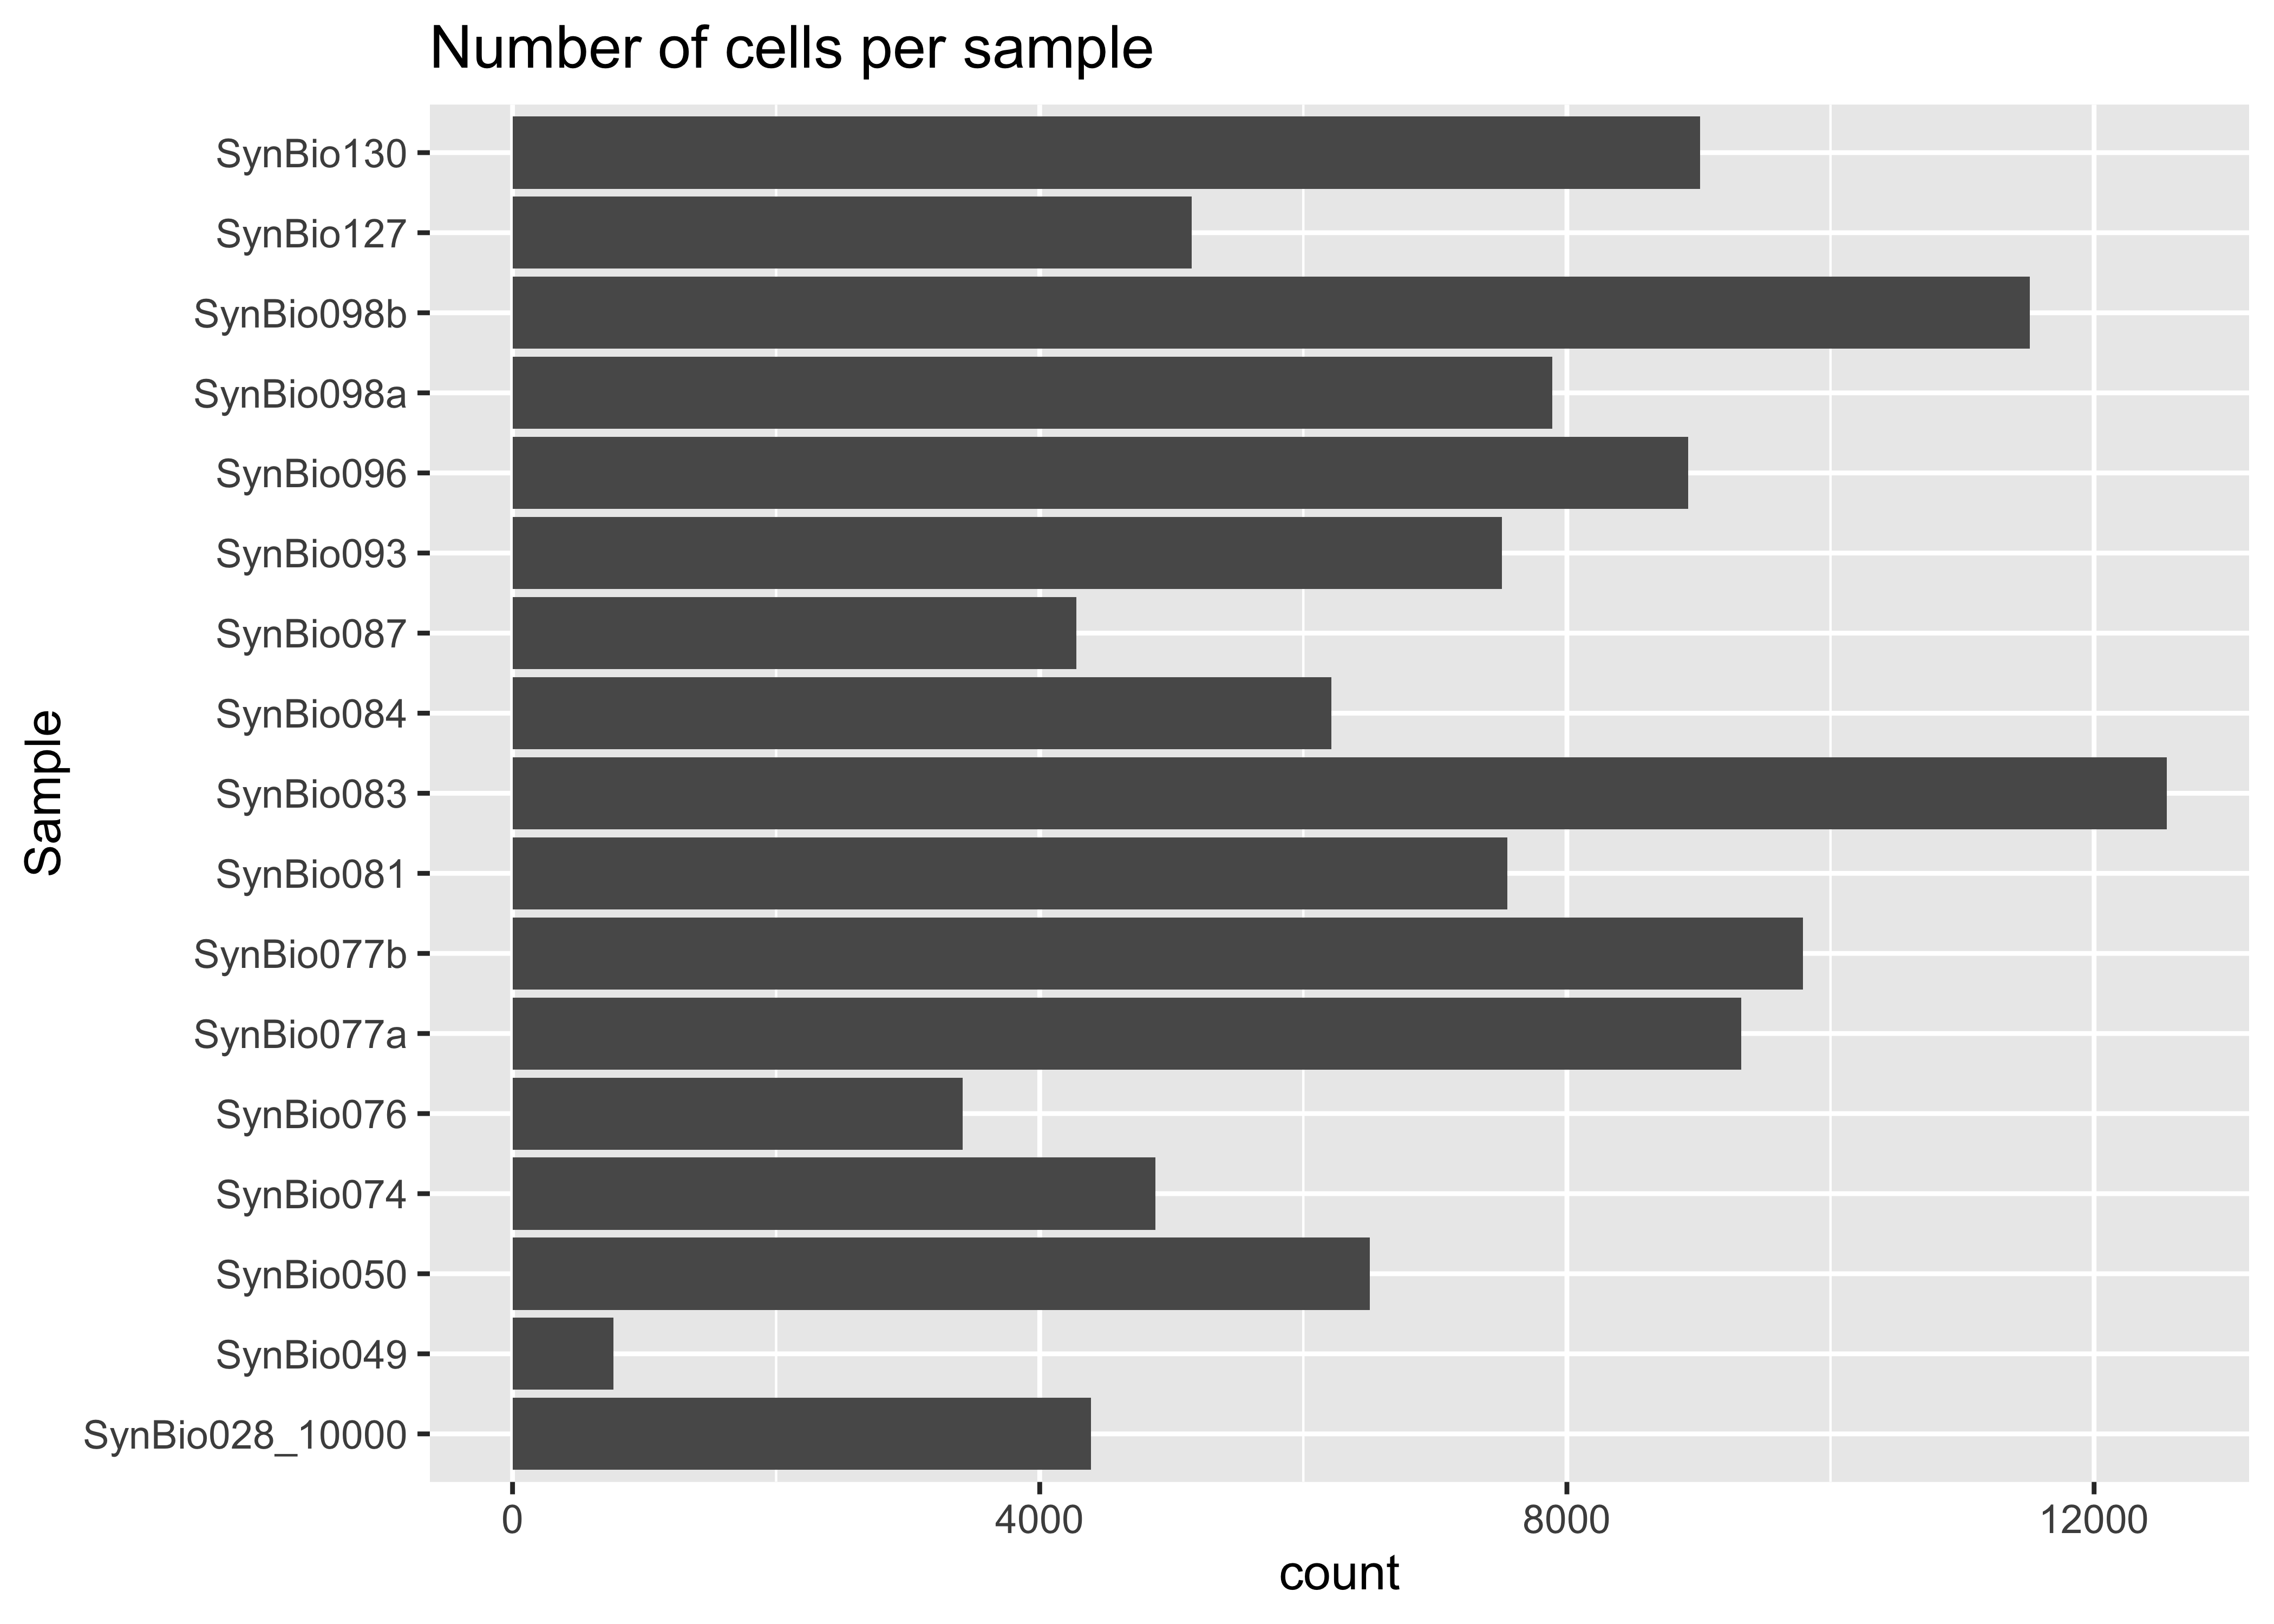 Number of cells per sample
Sample
SynBio130
SynBio127
SynBio098b
SynBio098a
SynBio096
SynBio093
SynBio087
SynBio084
SynBio083
SynBio081
SynBio077b
SynBio077a
SynBio076
SynBio074
SynBio050
SynBio049
SynBio028_10000
0 4000 8000 12000
count